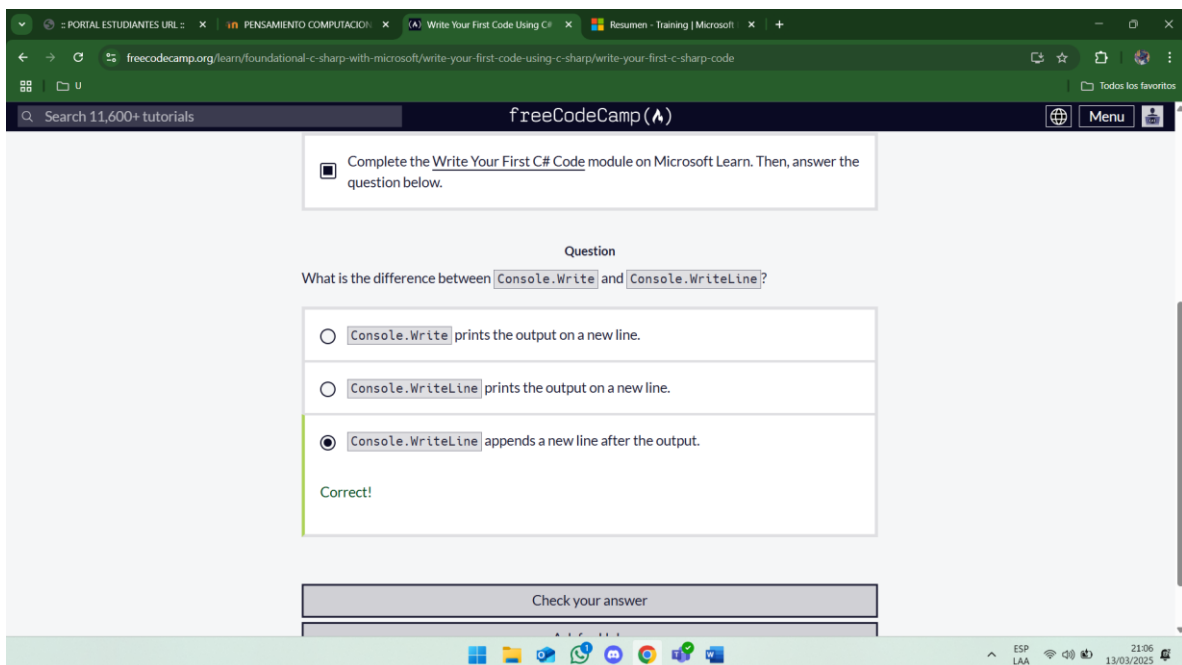 :: PORTAL ESTUDIANTES URL ::
PENSAMIENTO COMPUTACION
Write Your First Code Using C#
Resumen - Training | Microsoft
freecodecamp.org/learn/foundational-c-sharp-with-microsoft/write-your-first-code-using-c-sharp/write-your-first-c-sharp-code
U
Todos los favoritos
Search 11,600+ tutorials
freeCodeCamp
Menu
Complete the Write Your First C# Code module on Microsoft Learn. Then, answer the
question below.
Question
What is the difference between Console.Write and Console.WriteLine?
Console.Write prints the output on a new line.
Console.WriteLine prints the output on a new line.
Console.WriteLine appends a new line after the output.
Correct!
Check your answer
ESP
LAA
21:06
13/03/2025